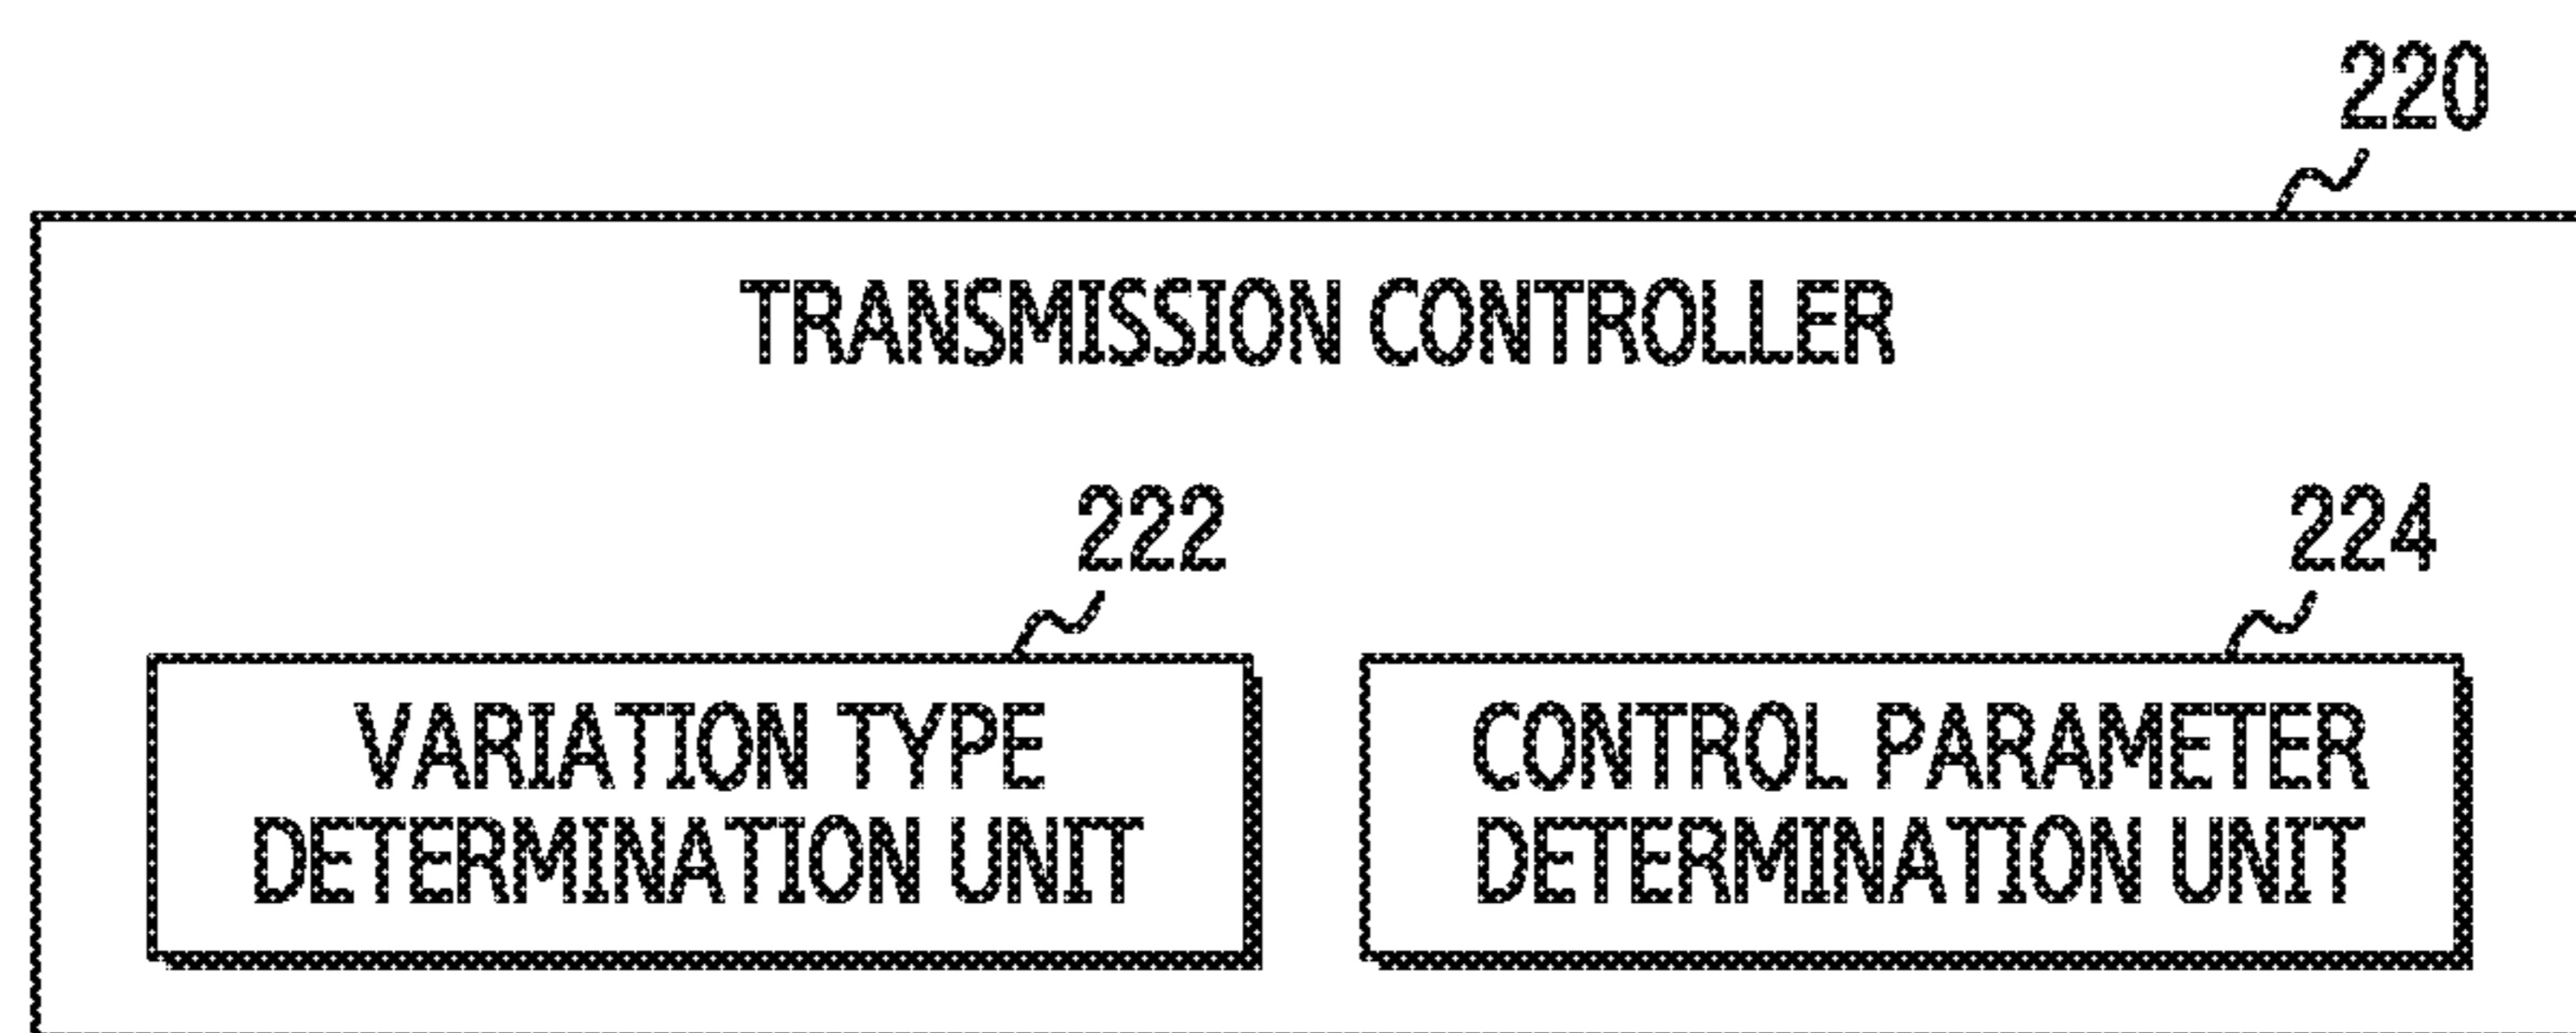 220
TRANSMISSION CONTROLLER
222
224
VARIATION TYPE
DETERMINATION UNIT
CONTROL PARAMETER
DETERMINATION UNIT